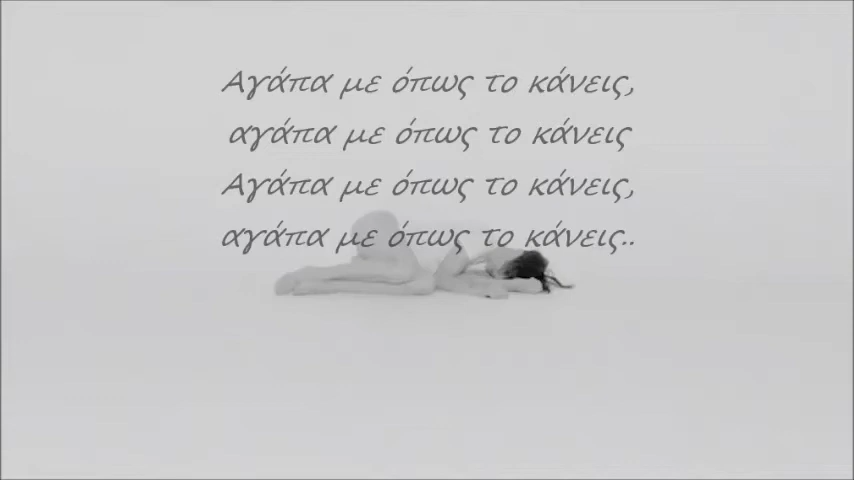 Αγάπα με όπως το κάνεις,
αγάπα με όπως το κάνεις
Αγάπα με όπως το κάνεις,
αγάπα με όπως το κάνεις..